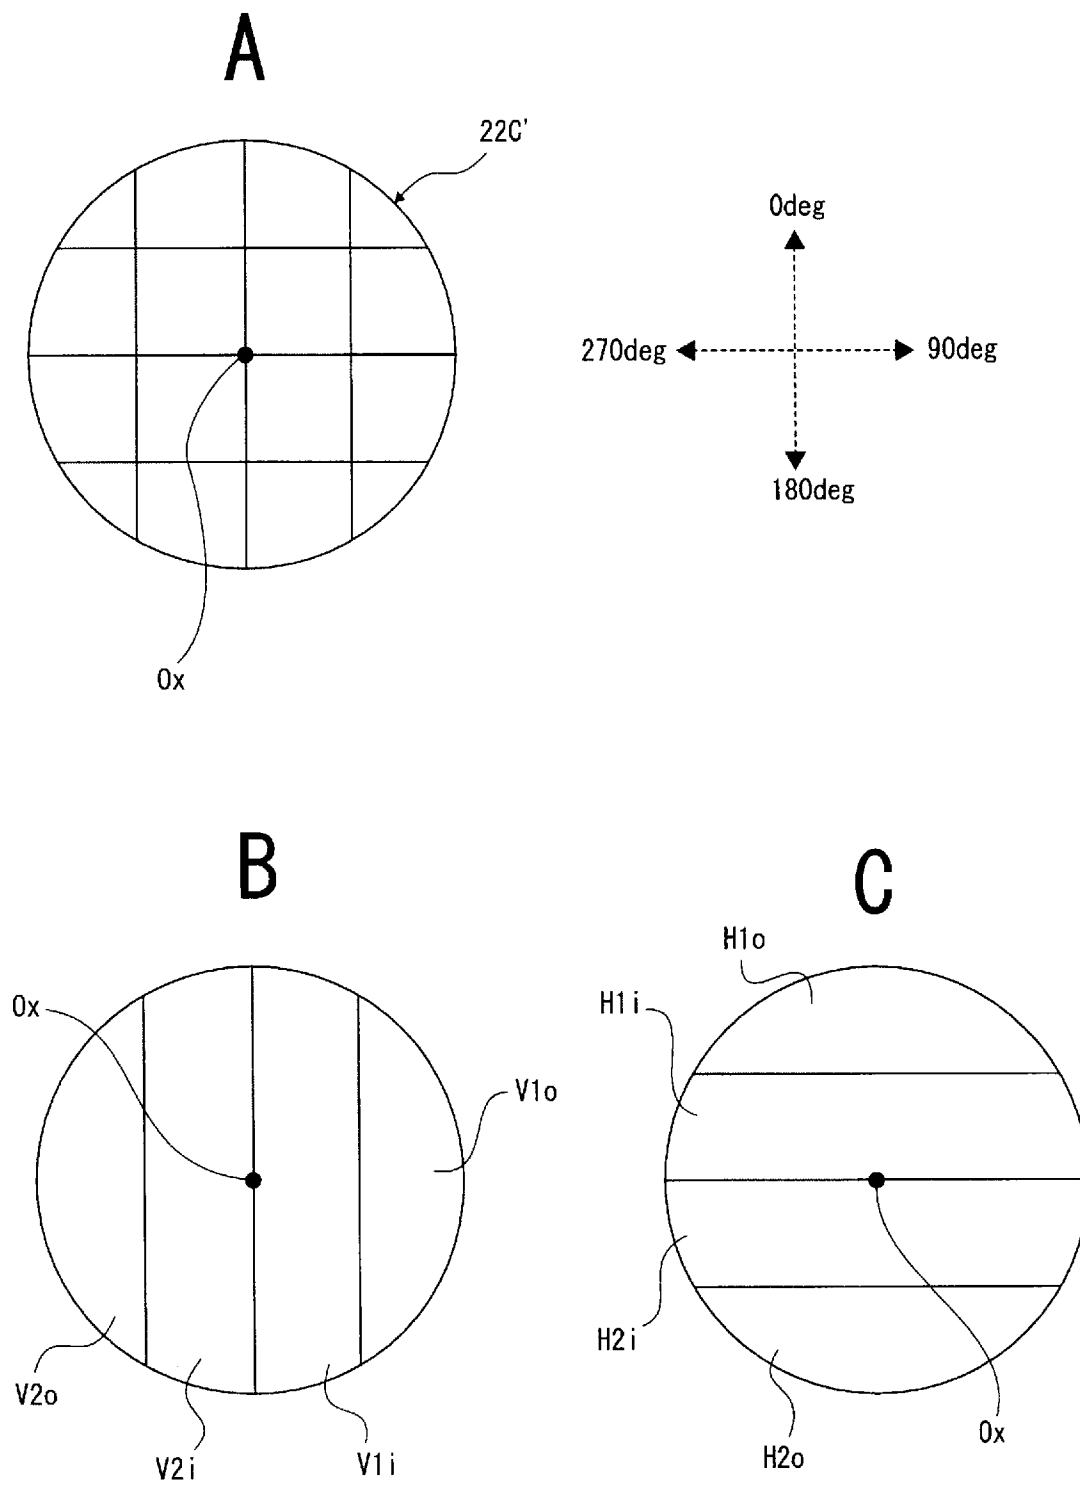 A
22C'
0deg
270deg
90deg
180deg
Ox
B
C
H1o
Ox
H1i
V1o
H2i
V2o
V2i
V1i
H2o
Ox